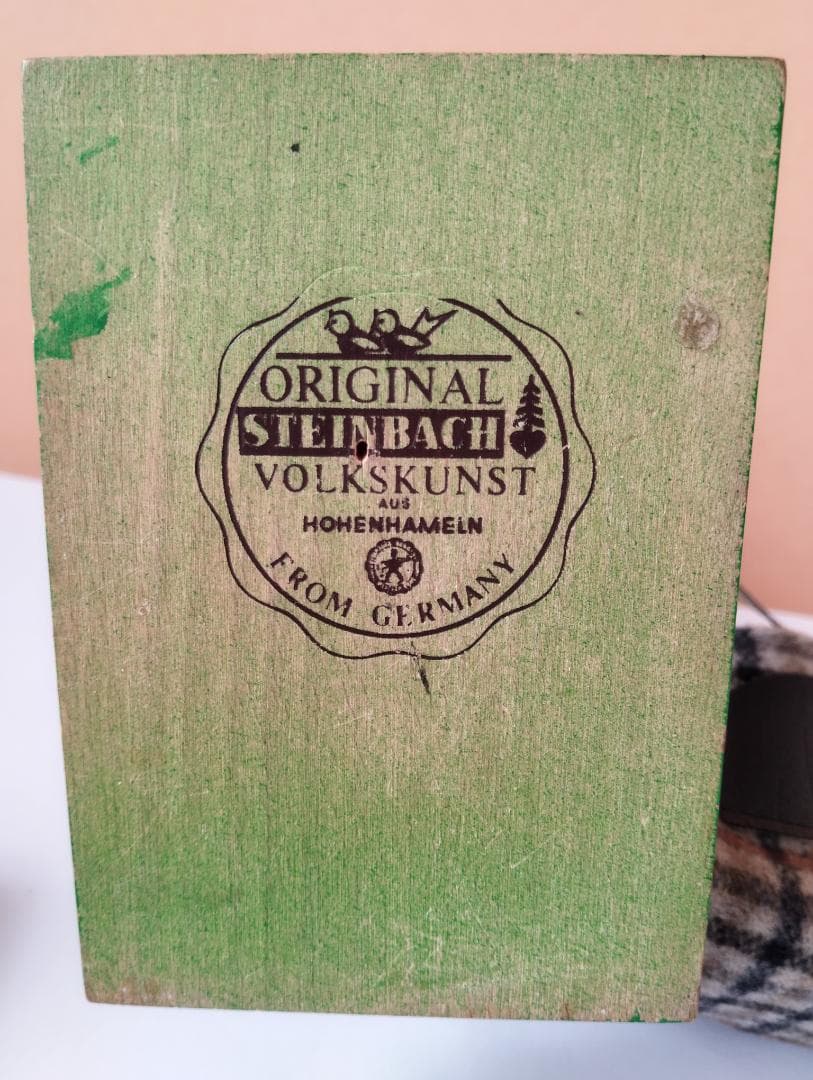 ORIGINAL
STEINBACH
VOLKSKUNST
AUS
HOHENHAMELN
FROM GERMANY